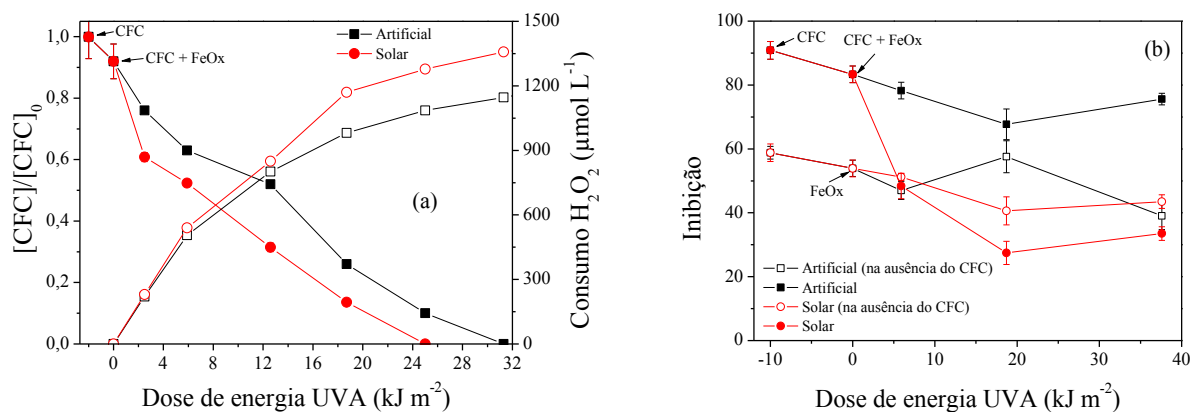 CFC
CFC + FeOx
Artificial
Solar
(a)
[CFC]/[CFC]0
1,0
0,8
0,6
0,4
0,2
0,0
0 4 8 12 16 20 24 28 32
Dose de energia UVA (kJ m-2)
1500
1200
900
600
300
0
Consumo H2O2 (µmol L-1)
CFC
CFC + FeOx
(b)
FeOx
Artificial (na ausência do CFC)
Artificial
Solar (na ausência do CFC)
Solar
Inibição
100
80
60
40
20
0
-10 0 10 20 30 40
Dose de energia UVA (kJ m-2)